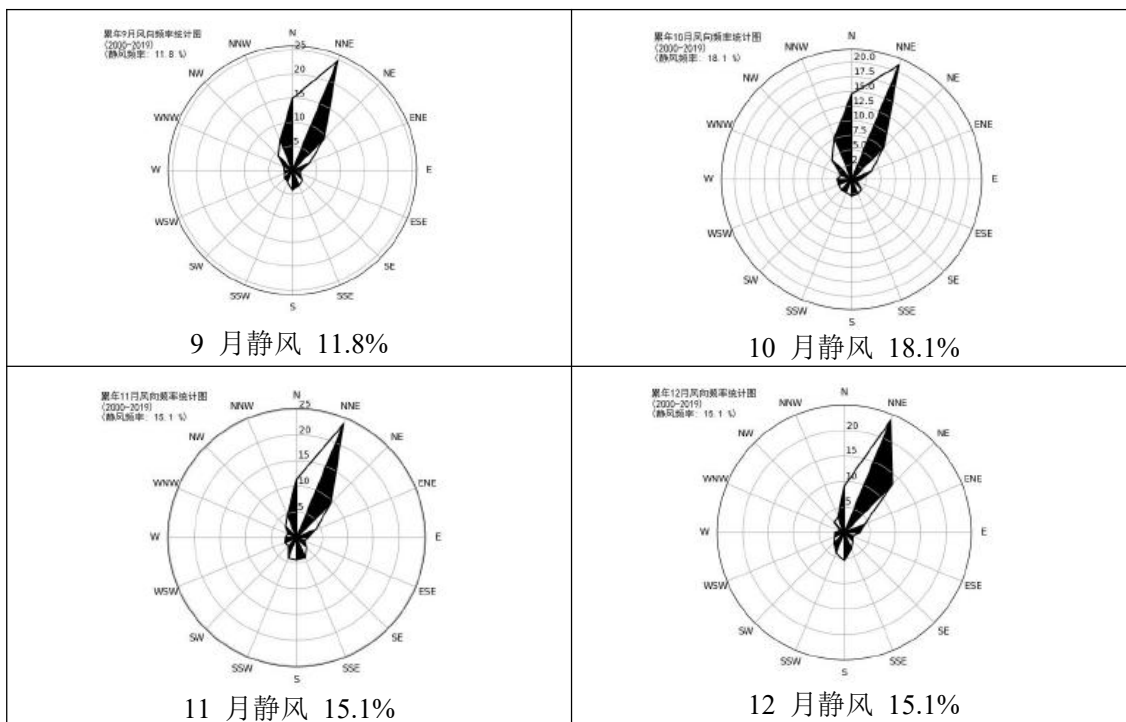 累年9月风向频率统计图
(2000-2019)
(静风频率: 11.8 %)
N
NNE
NE
ENE
E
ESE
SE
SSE
S
SSW
SW
WSW
W
WNW
NW
NNW
25
20
15
10
5
9 月静风 11.8%
累年10月风向频率统计图
(2000-2019)
(静风频率: 18.1 %)
N
NNE
NE
ENE
E
ESE
SE
SSE
S
SSW
SW
WSW
W
WNW
NW
NNW
20.0
17.5
15.0
12.5
10.0
7.5
5.0
10 月静风 18.1%
累年11月风向频率统计图
(2000-2019)
(静风频率: 15.1 %)
N
NNE
NE
ENE
E
ESE
SE
SSE
S
SSW
SW
WSW
W
WNW
NW
NNW
25
20
15
10
5
11 月静风 15.1%
累年12月风向频率统计图
(2000-2019)
(静风频率: 15.1 %)
N
NNE
NE
ENE
E
ESE
SE
SSE
S
SSW
SW
WSW
W
WNW
NW
NNW
20
15
10
5
12 月静风 15.1%